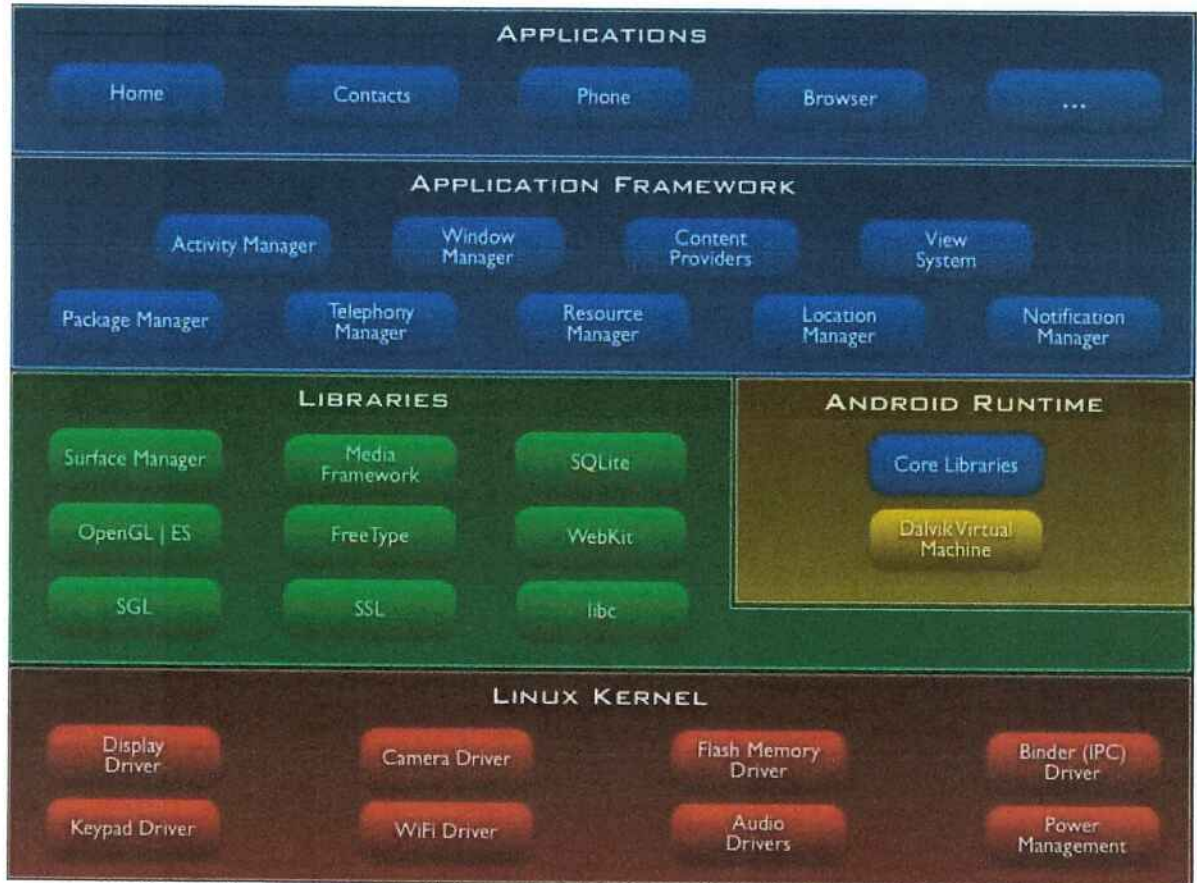 APPLICATIONS
Home
Contacts
Phone
Browser
...
APPLICATION FRAMEWORK
Activity Manager
Window
Manager
Content
Providers
View
System
Package Manager
Telephony
Manager
Resource
Manager
Location
Manager
Notification
Manager
LIBRARIES
Surface Manager
Media
Framework
SQLite
OpenGL | ES
FreeType
WebKit
SGL
SSL
libc
ANDROID RUNTIME
Core Libraries
Dalvik Virtual
Machine
LINUX KERNEL
Display
Driver
Camera Driver
Flash Memory
Driver
Binder (IPC)
Driver
Keypad Driver
WiFi Driver
Audio
Drivers
Power
Management